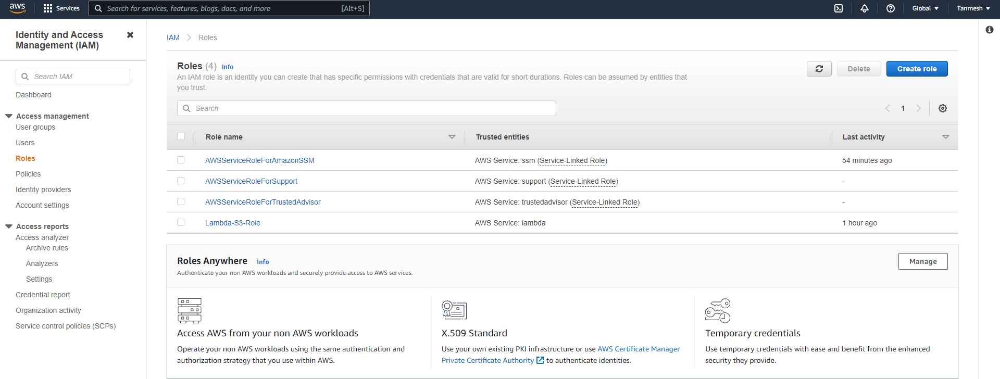 aws
Services
Search for services, features, blogs, docs, and more [Alt+S]
Global
Tanmesh
Identity and Access
Management (IAM)
Search IAM
Dashboard
Access management
User groups
Users
Roles
Policies
Identity providers
Account settings
Access reports
Access analyzer
Archive rules
Analyzers
Settings
Credential report
Organization activity
Service control policies (SCPs)
IAM > Roles
Roles (4) Info
An IAM role is an identity you can create that has specific permissions with credentials that are valid for short durations. Roles can be assumed by entities that
you trust.
Delete
Create role
Search
1
Role name Trusted entities Last activity
AWSServiceRoleForAmazonSSM AWS Service: ssm (Service-Linked Role) 54 minutes ago
AWSServiceRoleForSupport AWS Service: support (Service-Linked Role) -
AWSServiceRoleForTrustedAdvisor AWS Service: trustedadvisor (Service-Linked Role) -
Lambda-S3-Role AWS Service: lambda 1 hour ago
Roles Anywhere Info
Authenticate your non AWS workloads and securely provide access to AWS services.
Manage
Access AWS from your non AWS workloads
Operate your non AWS workloads using the same authentication and
authorization strategy that you use within AWS.
X.509 Standard
Use your own existing PKI infrastructure or use AWS Certificate Manager
Private Certificate Authority to authenticate identities.
Temporary credentials
Use temporary credentials with ease and benefit from the enhanced
security they provide.